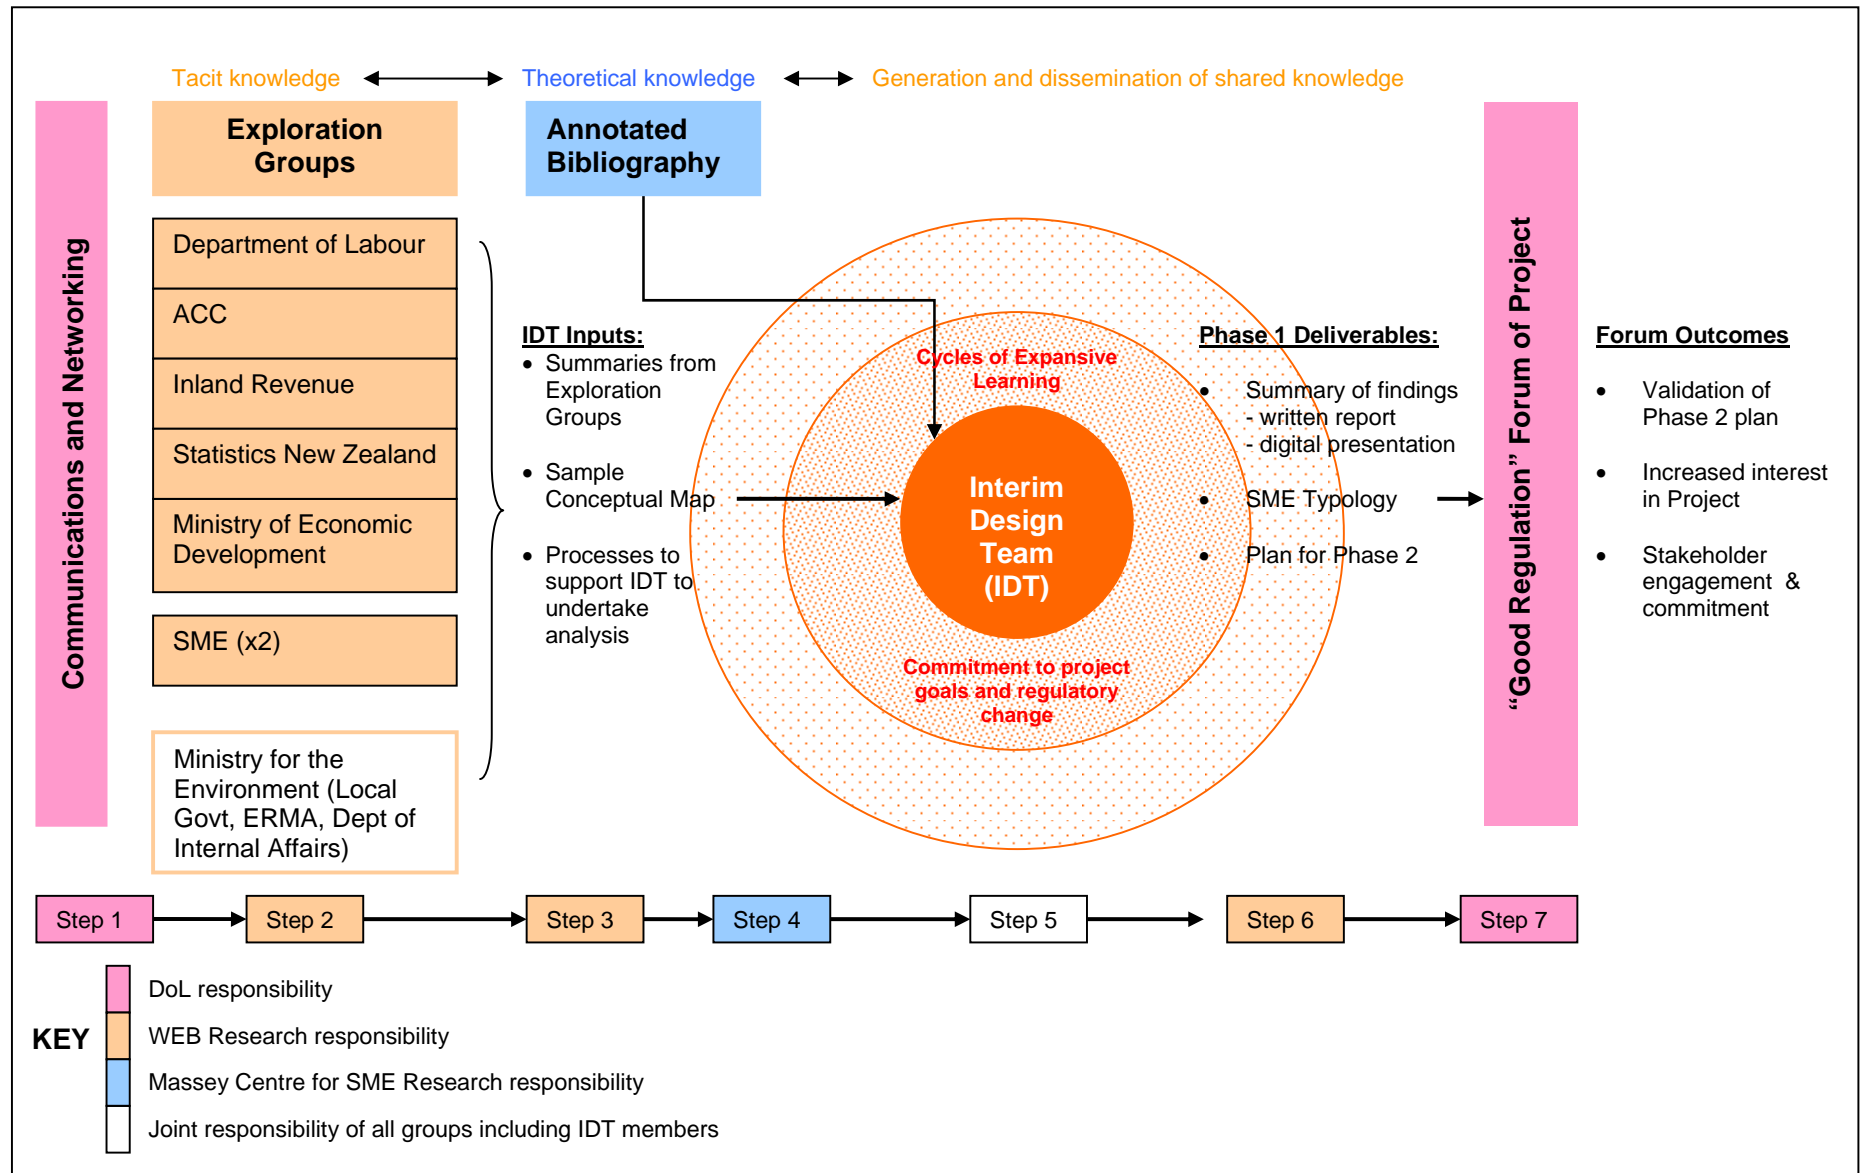 Tacit knowledge
Theoretical knowledge
Generation and dissemination of shared knowledge
Communications and Networking
Exploration
Groups
Annotated
Bibliography
Department of Labour
ACC
Inland Revenue
Statistics New Zealand
Ministry of Economic
Development
SME (x2)
Ministry for the
Environment (Local
Govt, ERMA, Dept of
Internal Affairs)
IDT Inputs:
• Summaries from
Exploration
Groups
• Sample
Conceptual Map
• Processes to
support IDT to
undertake
analysis
Cycles of Expansive
Learning
Interim
Design
Team
(IDT)
Commitment to project
goals and regulatory
change
Phase 1 Deliverables:
• Summary of findings
- written report
- digital presentation
• SME Typology
• Plan for Phase 2
“Good Regulation” Forum of Project
Forum Outcomes
• Validation of
Phase 2 plan
• Increased interest
in Project
• Stakeholder
engagement &
commitment
Step 1
Step 2
Step 3
Step 4
Step 5
Step 6
Step 7
KEY
DoL responsibility
WEB Research responsibility
Massey Centre for SME Research responsibility
Joint responsibility of all groups including IDT members